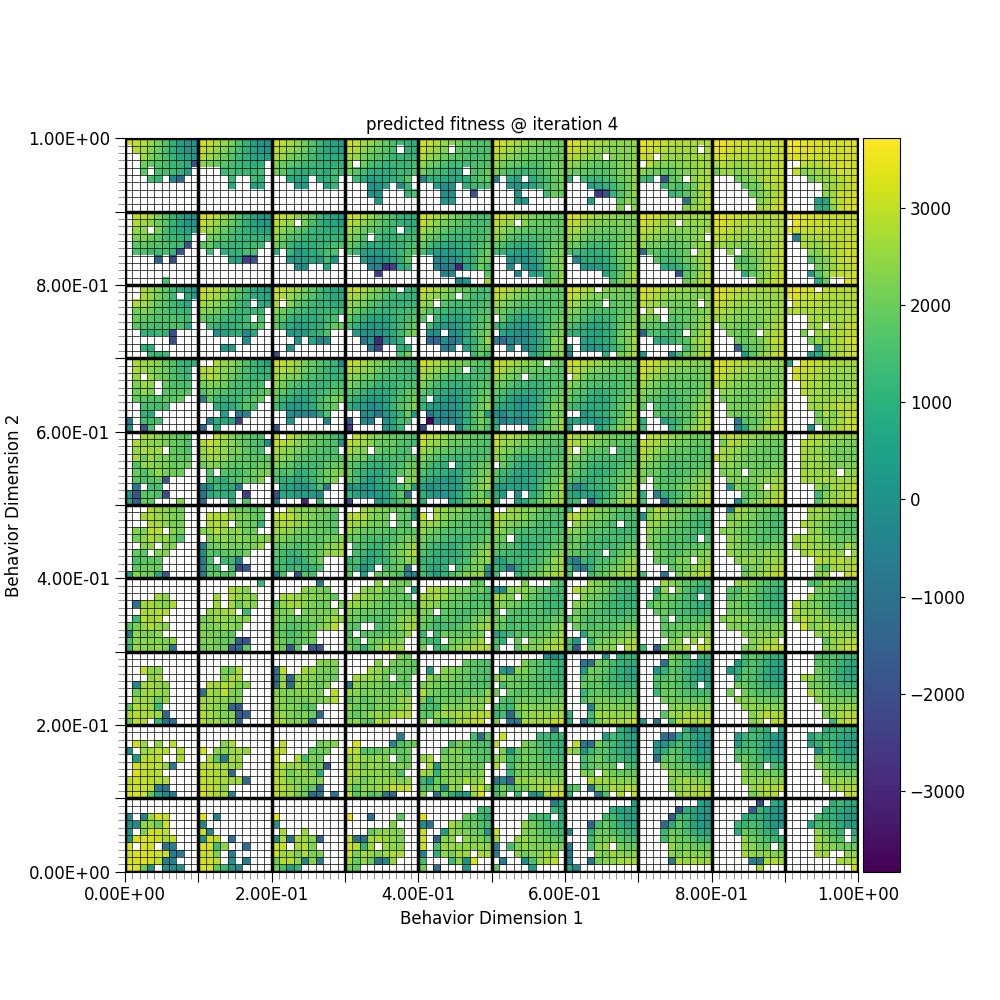 predicted fitness @ iteration 4
1.00E+00
8.00E-01
6.00E-01
4.00E-01
2.00E-01
0.00E+00
Behavior Dimension 2
0.00E+00 2.00E-01 4.00E-01 6.00E-01 8.00E-01 1.00E+00
Behavior Dimension 1
3000
2000
1000
0
−1000
−2000
−3000